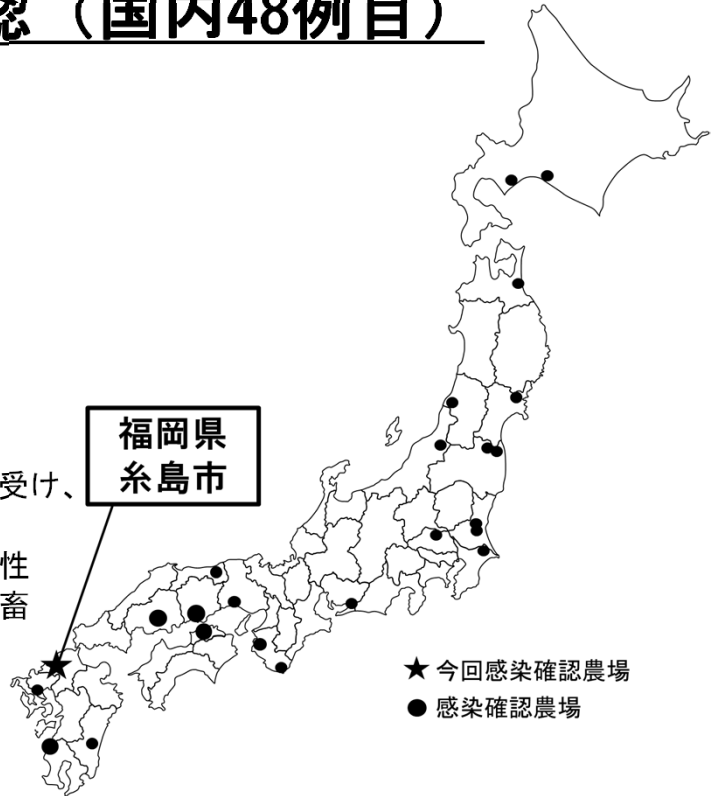 認（国内48例目）
福岡県
糸島市
受け、
性
畜
★ 今回感染確認農場
● 感染確認農場